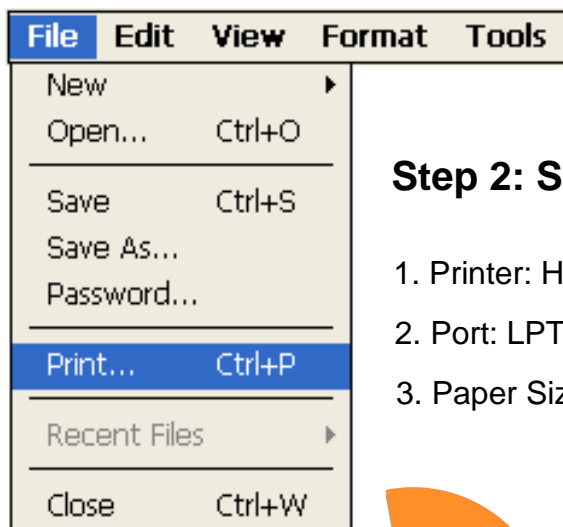 File Edit View Format Tools
New
Open... Ctrl+O
Save Ctrl+S
Save As...
Password...
Print... Ctrl+P
Recent Files
Close Ctrl+W
Step 2: S
1. Printer: H
2. Port: LPT
3. Paper Siz